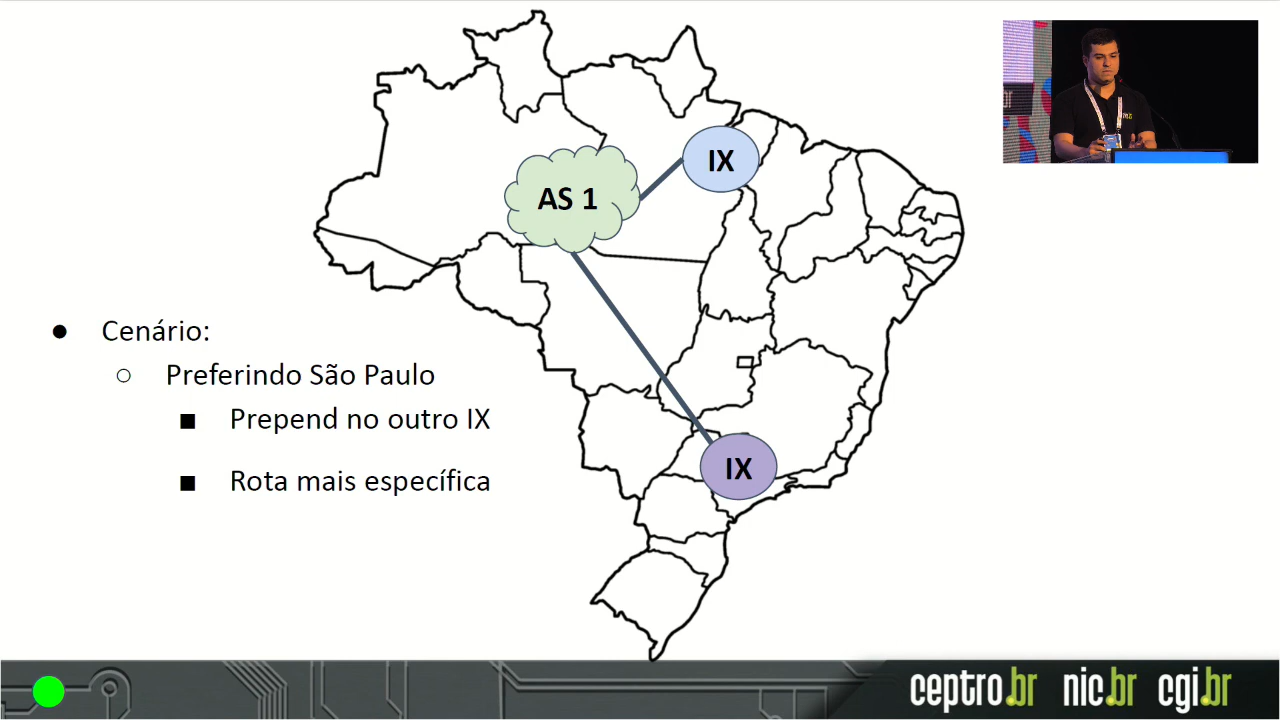 IX
AS 1
● Cenário:
○ Preferindo São Paulo
■ Prepend no outro IX
■ Rota mais específica
IX
ceptro.br nic.br cgi.br